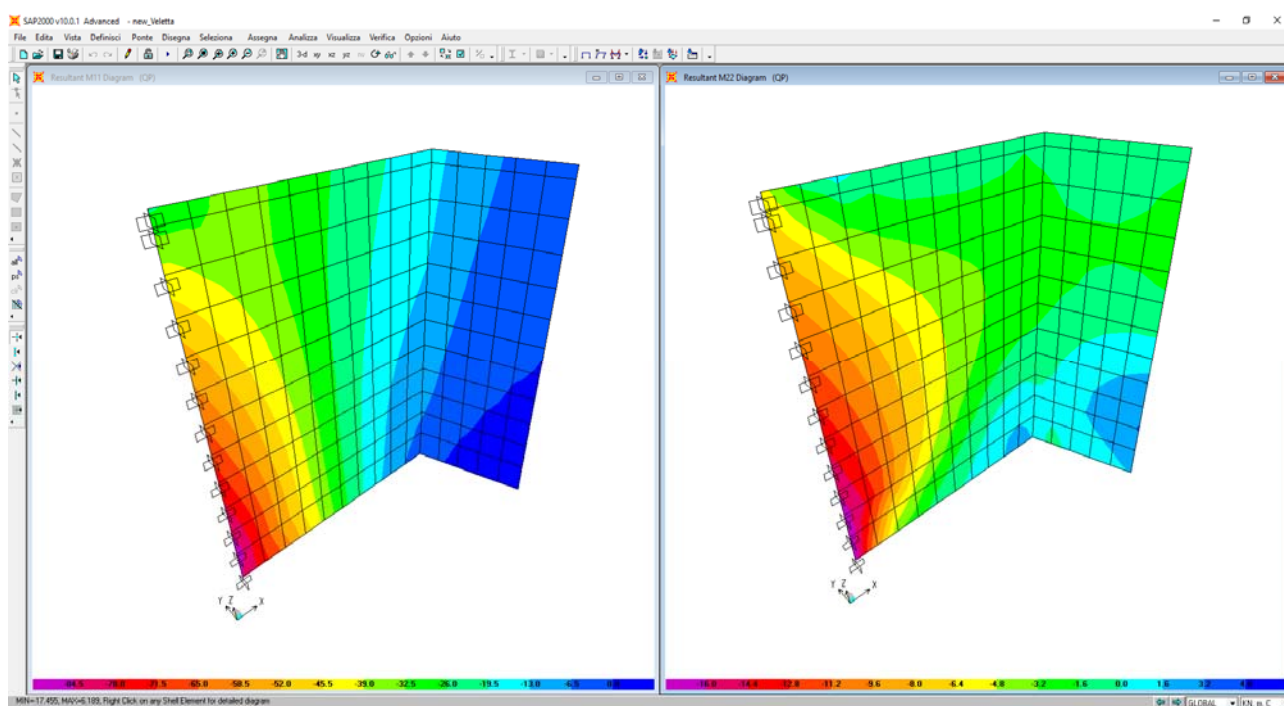 SAP2000 v10.0.1 Advanced - new_Veletta
File Edita Vista Definisci Ponte Disegna Seleziona Assegna Analizza Visualizza Verifica Opzioni Aiuto
3-d xy xz yz
Resultant M11 Diagram (QP)
Resultant M22 Diagram (QP)
Y Z X
Y Z X
-84.5 -78.0 -71.5 -65.0 -58.5 -52.0 -45.5 -39.0 -32.5 -26.0 -19.5 -13.0 -6.5 0.0
-16.0 -14.4 -12.8 -11.2 -9.6 -8.0 -6.4 -4.8 -3.2 -1.6 0.0 1.6 3.2
MIN=-17.455, MAX=6.189, Right Click on any Shell Element for detailed diagram
GLOBAL KN, m, C